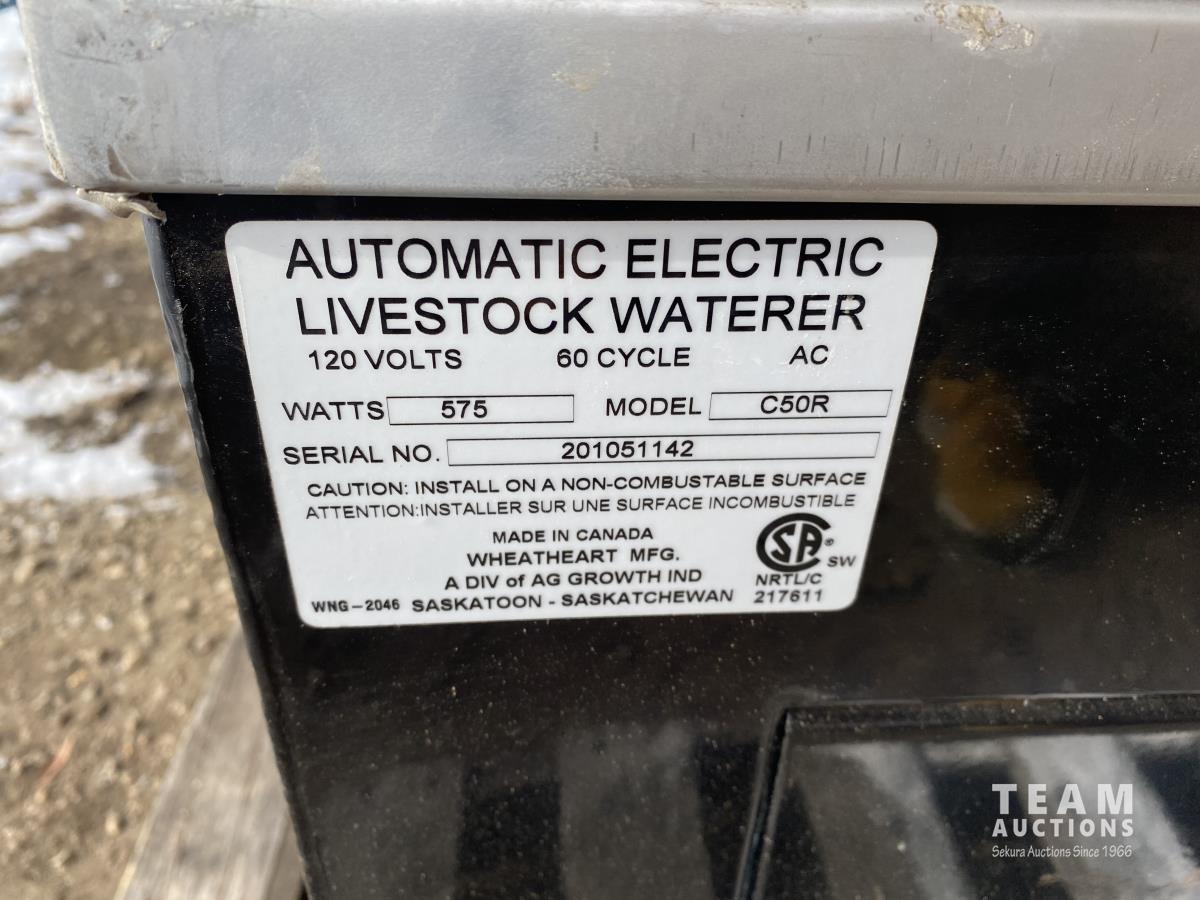 AUTOMATIC ELECTRIC
LIVESTOCK WATERER
120 VOLTS 60 CYCLE AC
WATTS 575 MODEL C50R
SERIAL NO. 201051142
CAUTION: INSTALL ON A NON-COMBUSTABLE SURFACE
ATTENTION:INSTALLER SUR UNE SURFACE INCOMBUSTIBLE
MADE IN CANADA
WHEATHEART MFG.
A DIV of AG GROWTH IND
WNG-2046 SASKATOON - SASKATCHEWAN
SA ® SW
NRTL/C
217611
TEAM
AUCTIONS
Sekura Auctions Since 1966